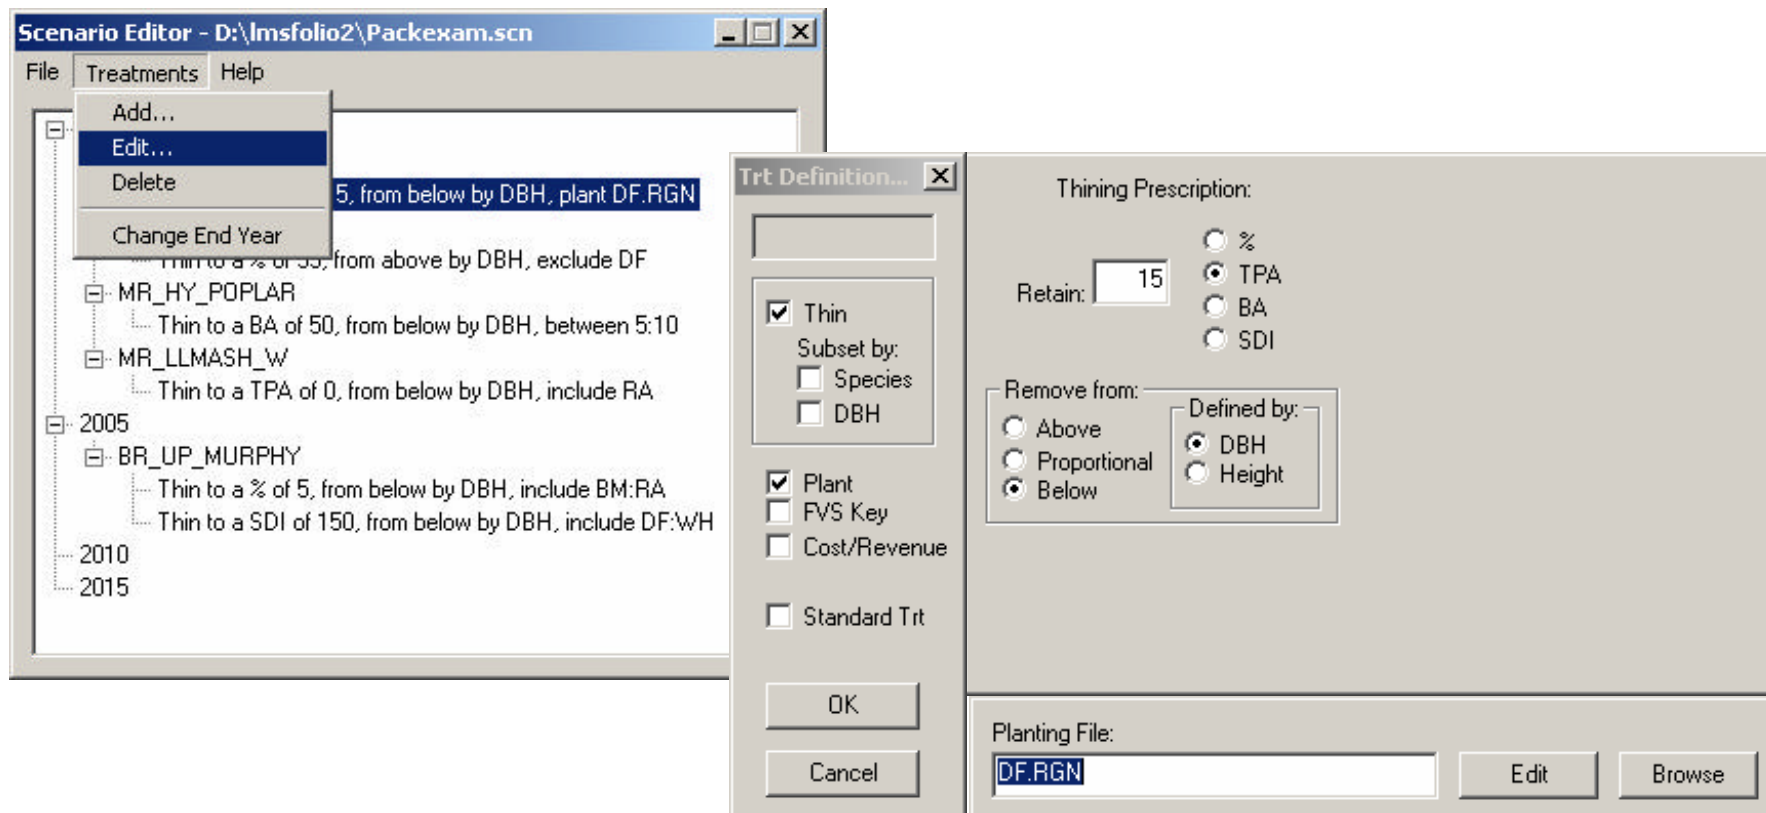 Scenario Editor - D:\lmsfolio2\Packexam.scn
File Treatments Help
Add...
Edit...
Delete
Change End Year
5, from below by DBH, plant DF.RGN
Thin to a % of 55, from above by DBH, exclude DF
MR_HY_POPLAR
Thin to a BA of 50, from below by DBH, between 5:10
MR_LLMASH_W
Thin to a TPA of 0, from below by DBH, include RA
2005
BR_UP_MURPHY
Thin to a % of 5, from below by DBH, include BM:RA
Thin to a SDI of 150, from below by DBH, include DF:WH
2010
2015
Trt Definition...
Thin
Subset by:
Species
DBH
Plant
FVS Key
Cost/Revenue
Standard Trt
OK
Cancel
Thining Prescription:
Retain: 15
%
TPA
BA
SDI
Remove from:
Above
Proportional
Below
Defined by:
DBH
Height
Planting File:
DF.RGN
Edit
Browse